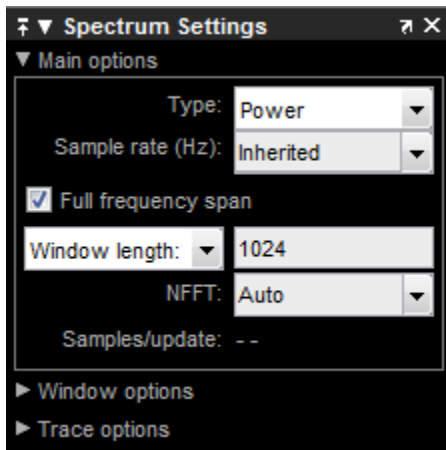 Spectrum Settings
Main options
Type: Power
Sample rate (Hz): Inherited
Full frequency span
Window length: 1024
NFFT: Auto
Samples/update: - -
Window options
Trace options